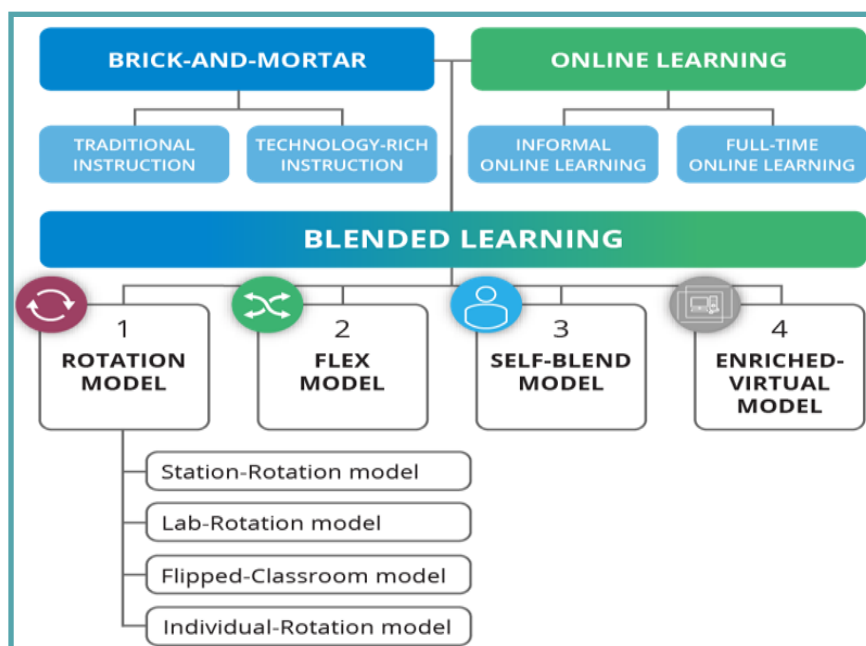 BRICK-AND-MORTAR
ONLINE LEARNING
TRADITIONAL
INSTRUCTION
TECHNOLOGY-RICH
INSTRUCTION
INFORMAL
ONLINE LEARNING
FULL-TIME
ONLINE LEARNING
BLENDED LEARNING
1
ROTATION
MODEL
2
FLEX
MODEL
3
SELF-BLEND
MODEL
4
ENRICHED-
VIRTUAL
MODEL
Station-Rotation model
Lab-Rotation model
Flipped-Classroom model
Individual-Rotation model